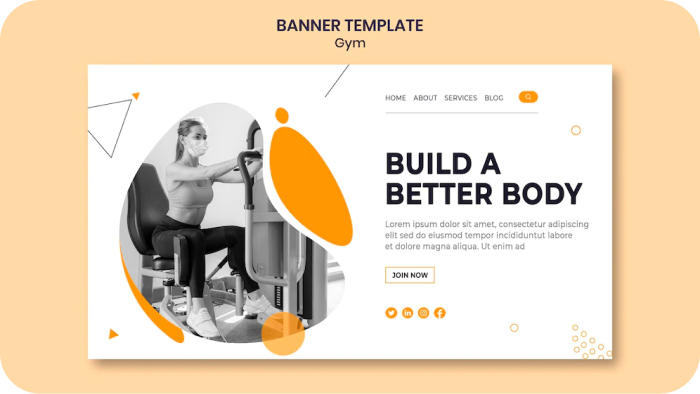 BANNER TEMPLATE
Gym
HOME ABOUT SERVICES BLOG
BUILD A
BETTER BODY
Lorem ipsum dolor sit amet, consectetur adipiscing
elit sed do eiusmod tempor incididuntut labore
et dolore magna aliqua. Ut enim ad
JOIN NOW